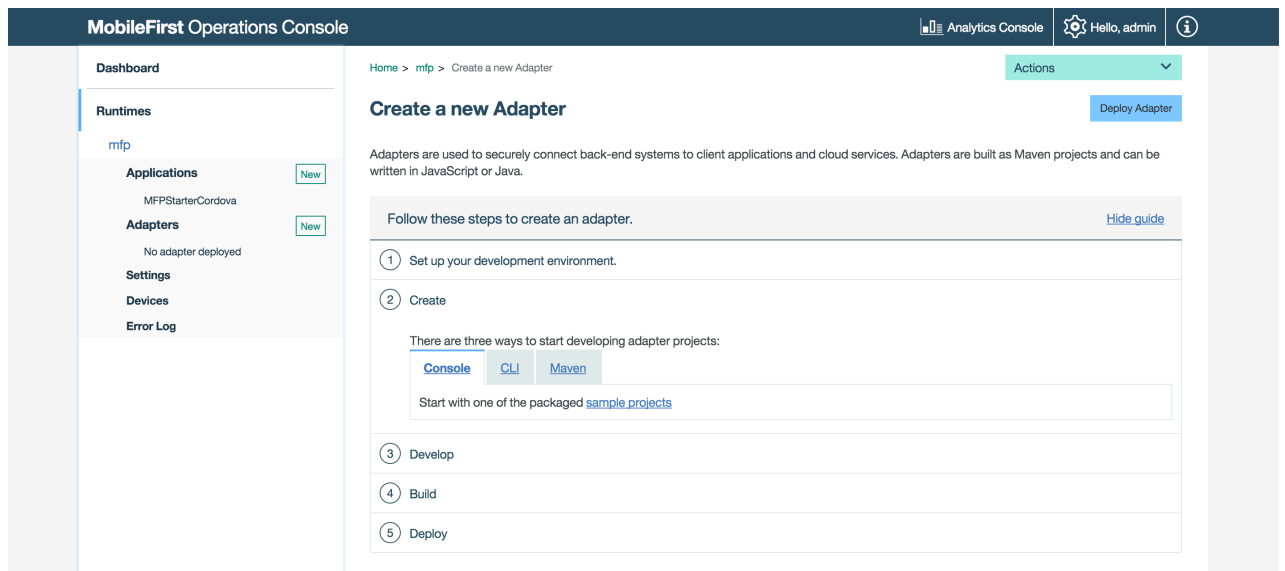 MobileFirst Operations Console
Analytics Console
Hello, admin
Dashboard
Runtimes
mfp
Applications New
MFPStarterCordova
Adapters New
No adapter deployed
Settings
Devices
Error Log
Home > mfp > Create a new Adapter
Actions
Create a new Adapter
Deploy Adapter
Adapters are used to securely connect back-end systems to client applications and cloud services. Adapters are built as Maven projects and can be
written in JavaScript or Java.
Follow these steps to create an adapter.
Hide guide
1 Set up your development environment.
2 Create
There are three ways to start developing adapter projects:
Console CLI Maven
Start with one of the packaged sample projects
3 Develop
4 Build
5 Deploy